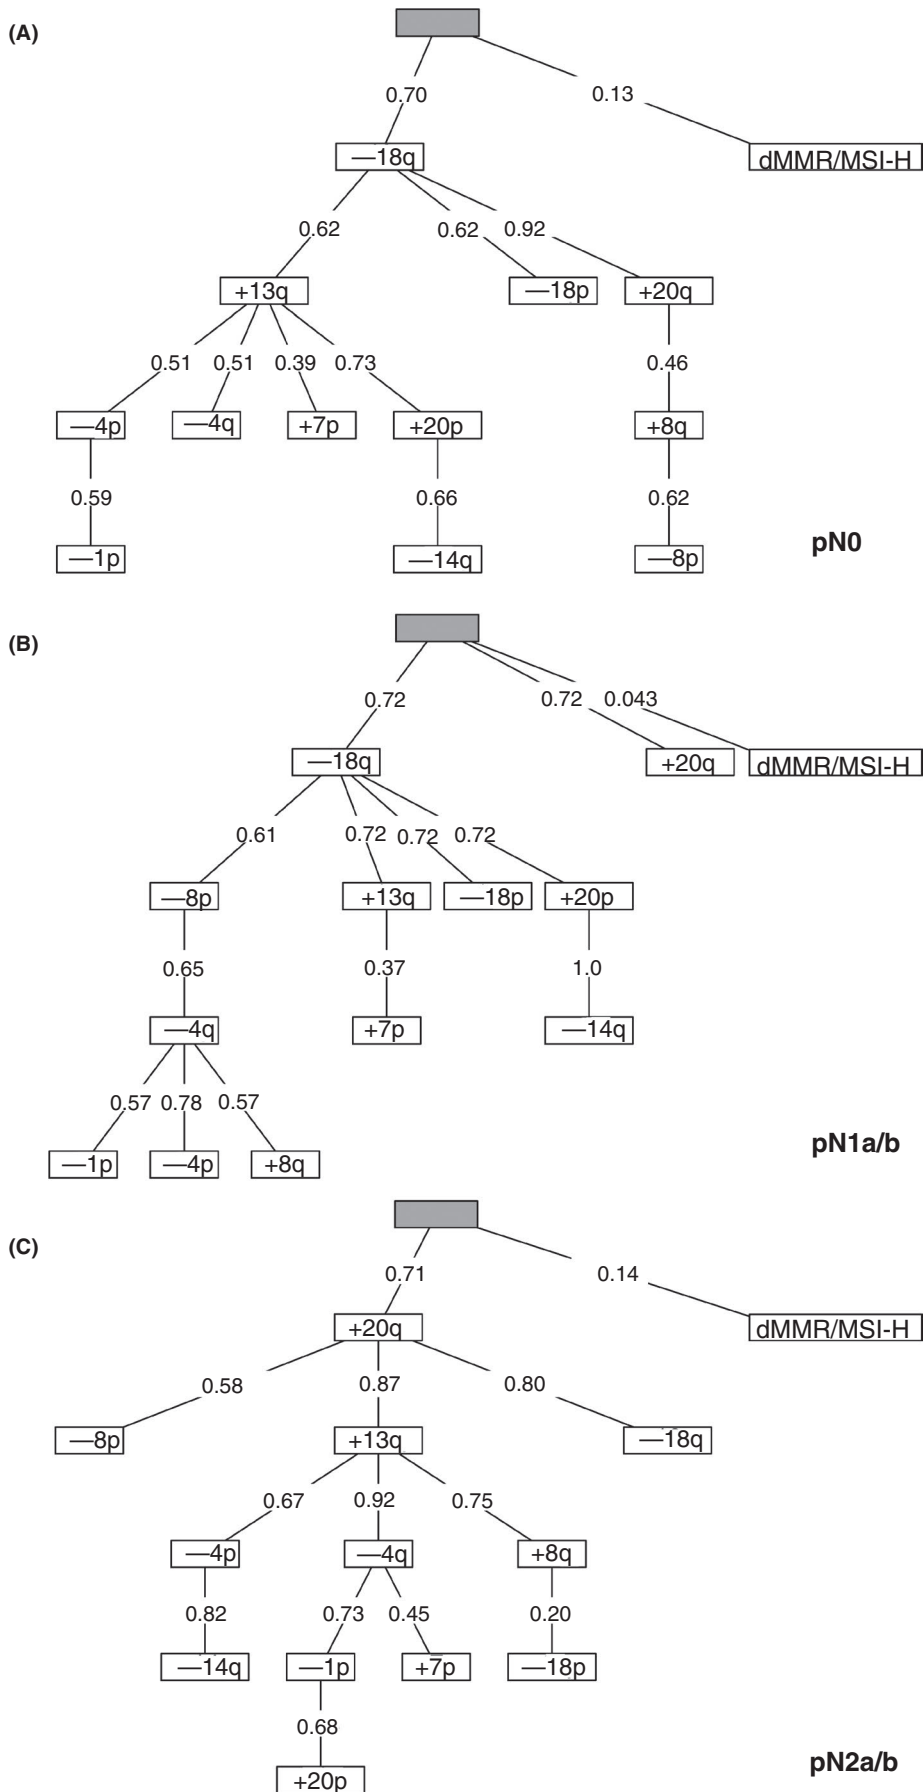 (A)
0.70 0.13
—18q dMMR/MSI-H
0.62 0.62 0.92
+13q —18p +20q
0.51 0.51 0.39 0.73 0.46
—4p —4q +7p +20p +8q
0.59 0.66 0.62
—1p —14q —8p
pN0
(B)
0.72 0.72 0.043
—18q +20q dMMR/MSI-H
0.61 0.72 0.72 0.72
—8p +13q —18p +20p
0.65 0.37 1.0
—4q +7p —14q
0.57 0.78 0.57
—1p —4p +8q
pN1a/b
(C)
0.71 0.14
+20q dMMR/MSI-H
0.58 0.87 0.80
—8p +13q —18q
0.67 0.92 0.75
—4p —4q +8q
0.82 0.73 0.45 0.20
—14q —1p +7p —18p
0.68
+20p
pN2a/b